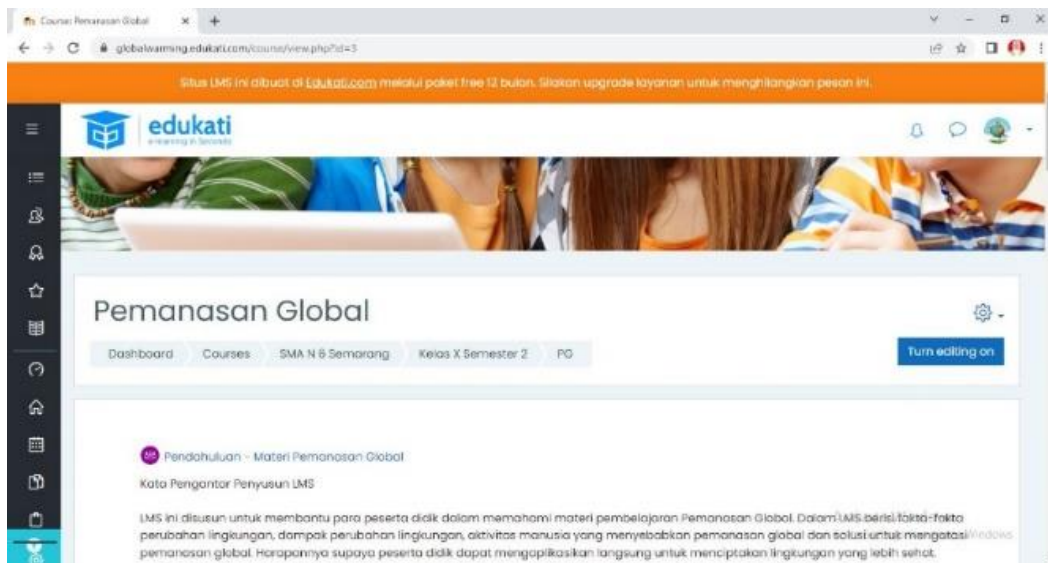 Course: Pemanasan Global
globalwarming.edukati.com/course/view.php?id=3
Situs LMS ini dibuat di Edukati.com melalui paket free 12 bulan. Silakan upgrade layanan untuk menghilangkan pesan ini.
edukati
e-learning in Seconds
Pemanasan Global
Dashboard Courses SMA N 6 Semarang Kelas X Semester 2 PG
Turn editing on
Pendahuluan - Materi Pemanasan Global
Kata Pengantar Penyusun LMS
LMS ini disusun untuk membantu para peserta didik dalam memahami materi pembelajaran Pemanasan Global. Dalam LMS berisi fakta-fakta
perubahan lingkungan, dampak perubahan lingkungan, aktivitas manusia yang menyebabkan pemanasan global dan solusi untuk mengatasi
pemanasan global. Harapannya supaya peserta didik dapat mengaplikasikan langsung untuk menciptakan lingkungan yang lebih sehat.